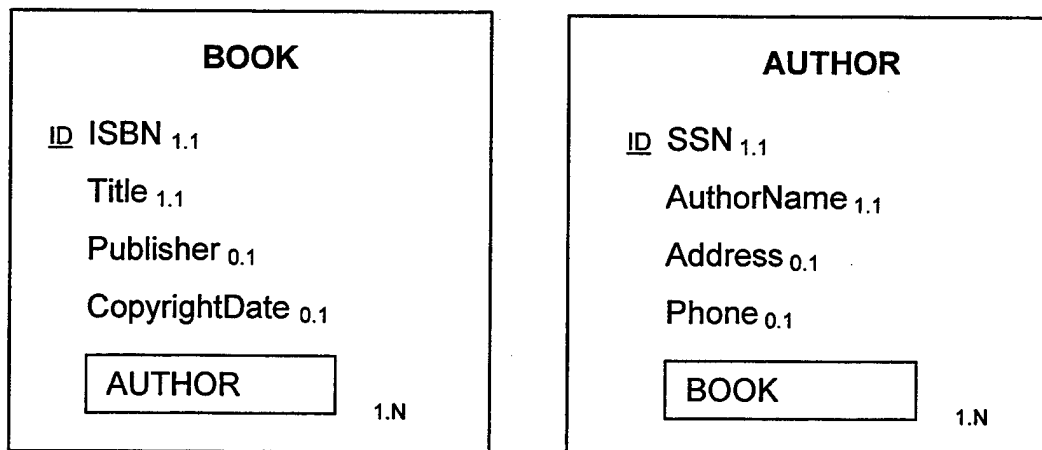 BOOK
ID ISBN 1.1
Title 1.1
Publisher 0.1
CopyrightDate 0.1
AUTHOR
1.N
AUTHOR
ID SSN 1.1
AuthorName 1.1
Address 0.1
Phone 0.1
BOOK
1.N